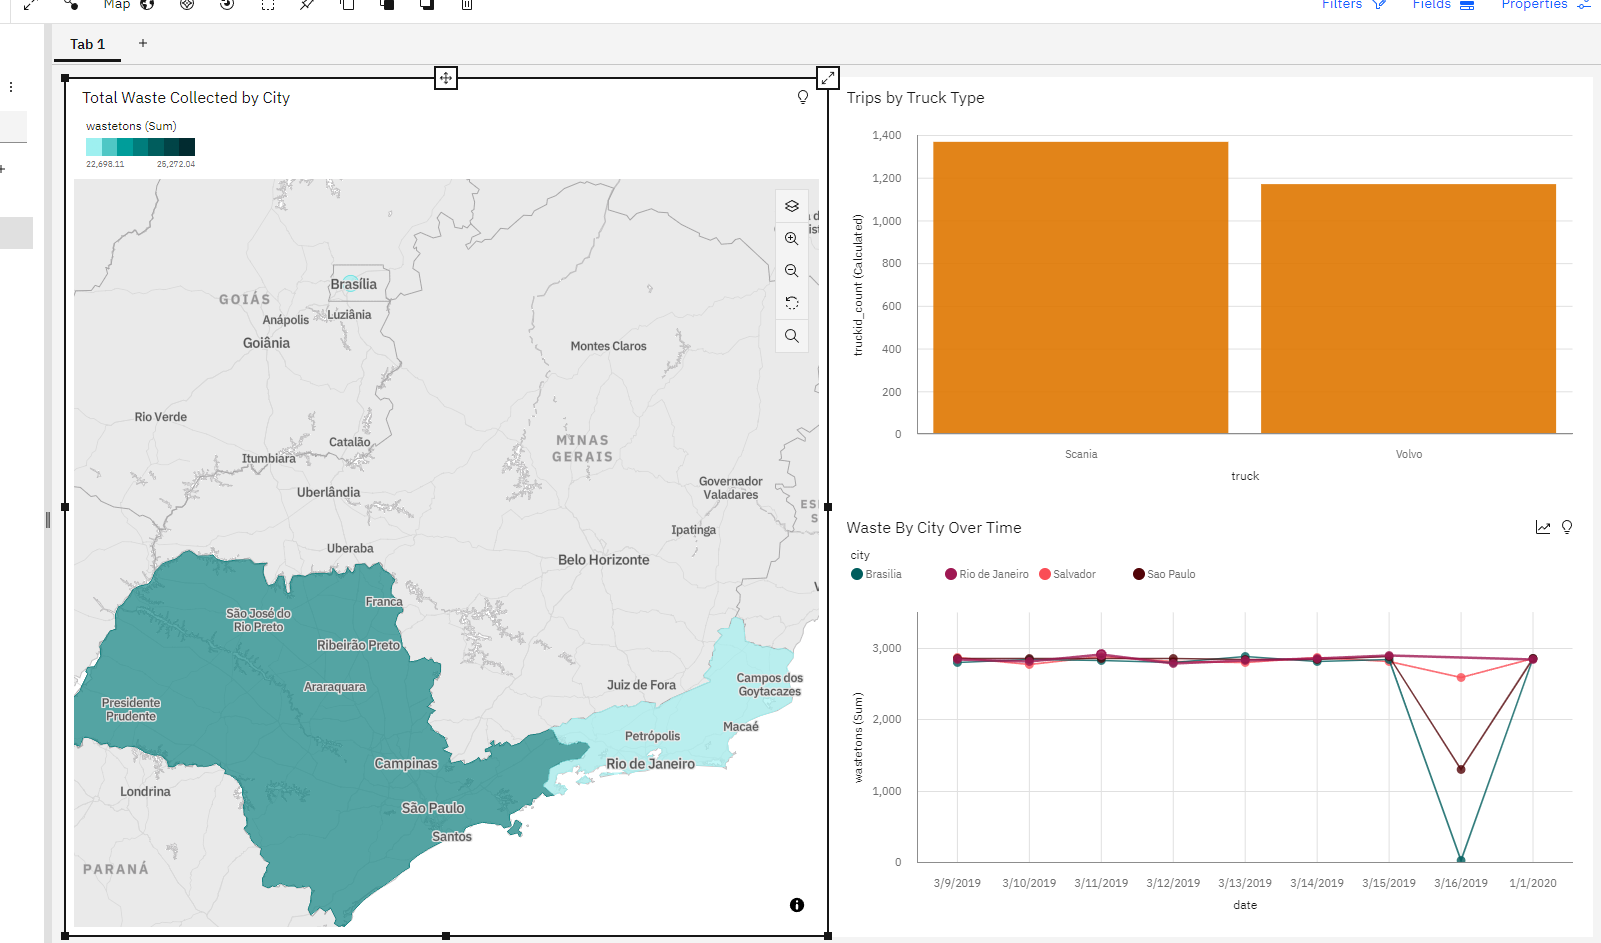 Map
Filters
Fields
Properties
Tab 1
Total Waste Collected by City
wastetons (Sum)
22,698.11
25,272.04
Brasília
GOIÁS
Anápolis
Luziânia
Goiânia
Montes Claros
Rio Verde
Catalão
Itumbiara
MINAS
GERAIS
Uberlândia
Governador
Valadares
Ipatinga
Uberaba
Belo Horizonte
Franca
São José do
Rio Preto
Ribeirão Preto
Araraquara
Juiz de Fora
Campos dos
Goytacazes
Presidente
Prudente
Macaé
Petrópolis
Campinas
Rio de Janeiro
Londrina
São Paulo
Santos
PARANÁ
Trips by Truck Type
truckid_count (Calculated)
1,400
1,200
1,000
800
600
400
200
0
Scania
Volvo
truck
Waste By City Over Time
city
Brasilia
Rio de Janeiro
Salvador
Sao Paulo
wastetons (Sum)
3,000
2,000
1,000
0
3/9/2019
3/10/2019
3/11/2019
3/12/2019
3/13/2019
3/14/2019
3/15/2019
3/16/2019
1/1/2020
date